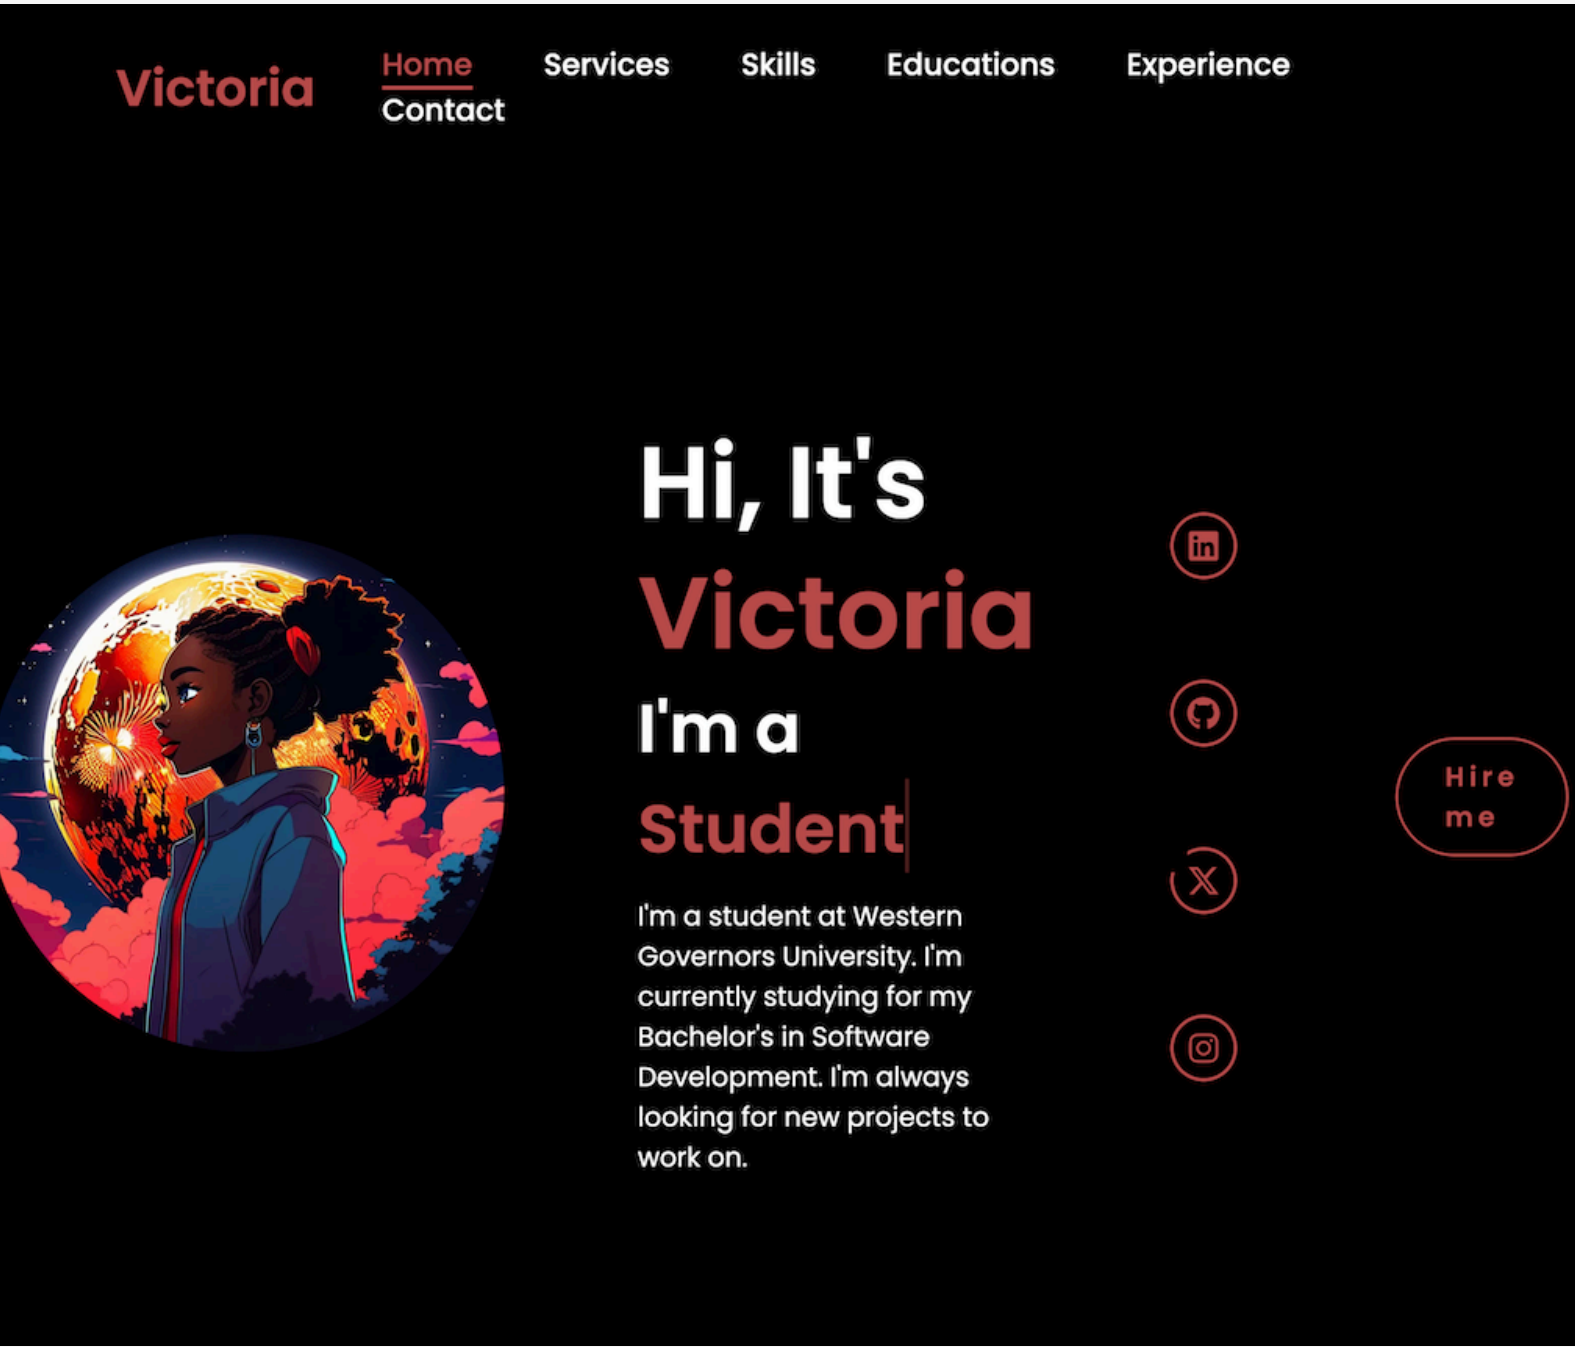 Victoria
Home Services Skills Educations Experience
Contact
Hi, It's
Victoria
I'm a
Student
I'm a student at Western
Governors University. I'm
currently studying for my
Bachelor's in Software
Development. I'm always
looking for new projects to
work on.
in
X
Hire
me